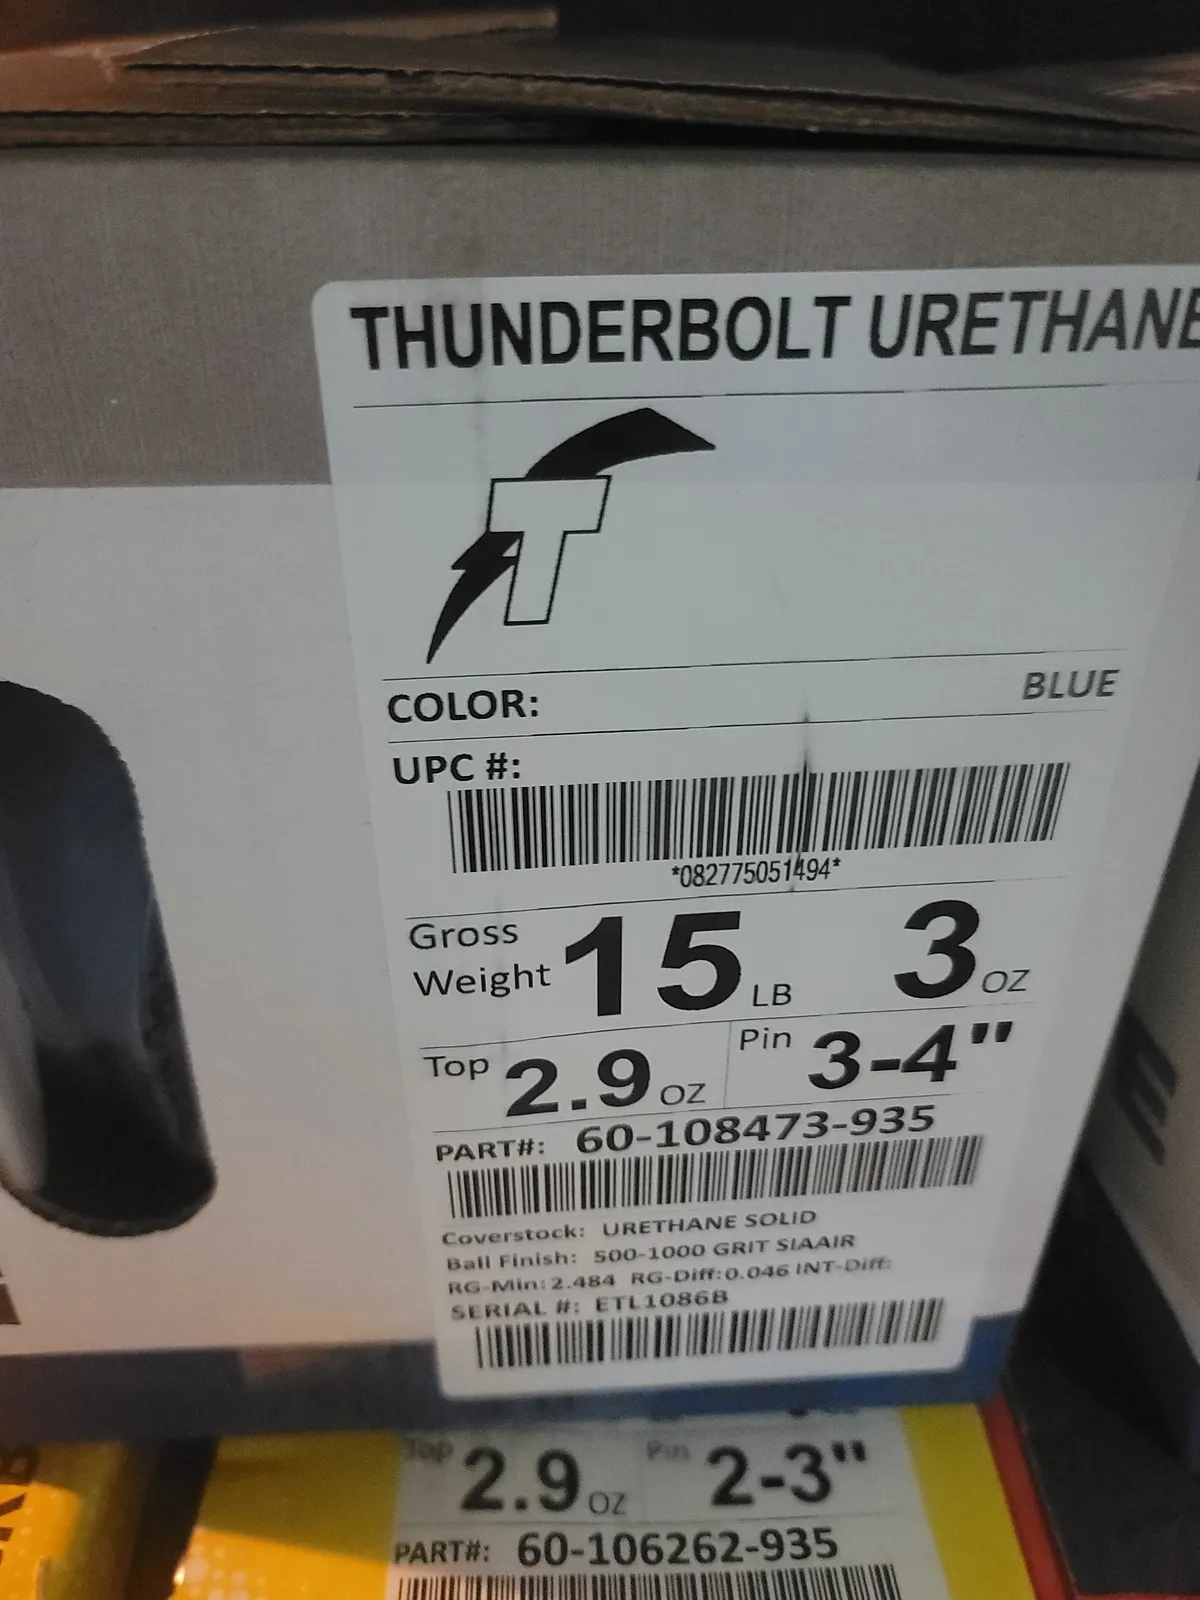 THUNDERBOLT URETHANE
T
COLOR: BLUE
UPC #:
*082775051494*
Gross Weight 15 LB 3 OZ
Top 2.9 OZ Pin 3-4"
PART#: 60-108473-935
Coverstock: URETHANE SOLID
Ball Finish: 500-1000 GRIT SIAAIR
RG-Min: 2.484 RG-Diff: 0.046 INT-Diff:
SERIAL #: ETL1086B
Top 2.9 OZ Pin 2-3"
PART#: 60-106262-935